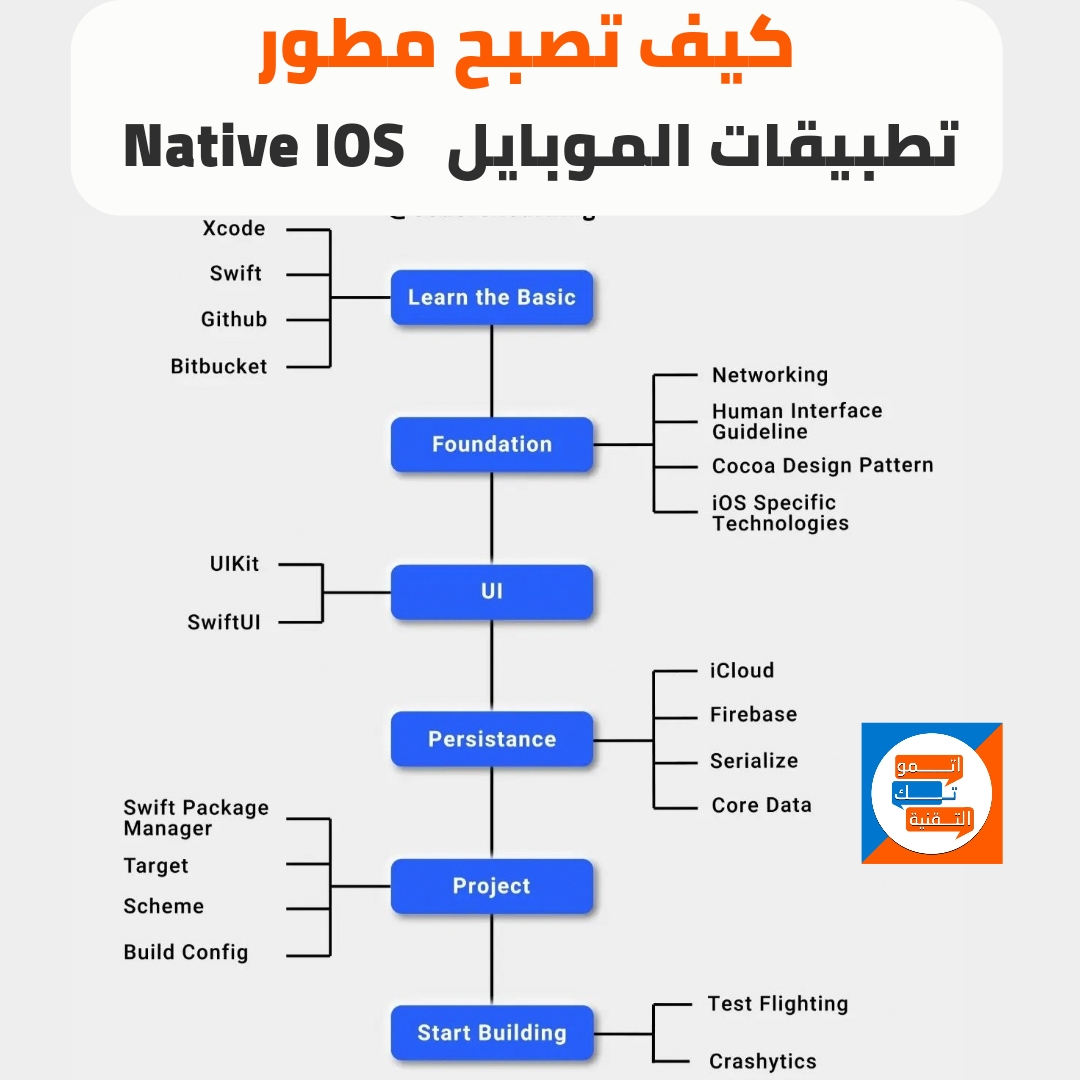 كيف تصبح مطور
تطبيقات الموبايل Native IOS
Xcode
Swift
Github
Bitbucket
Learn the Basic
Foundation
Networking
Human Interface
Guideline
Cocoa Design Pattern
iOS Specific
Technologies
UIKit
SwiftUI
UI
Persistance
iCloud
Firebase
Serialize
Core Data
اتمو
تك
التقنية
Swift Package
Manager
Target
Scheme
Build Config
Project
Start Building
Test Flighting
Crashytics